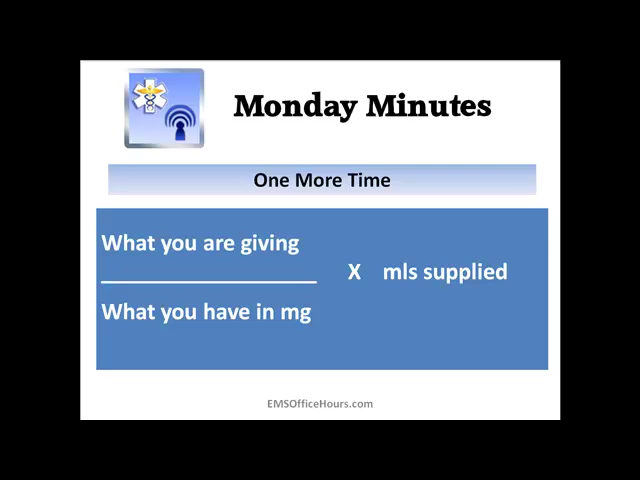 Monday Minutes
One More Time
What you are giving
X mls supplied
What you have in mg
EMSOfficeHours.com